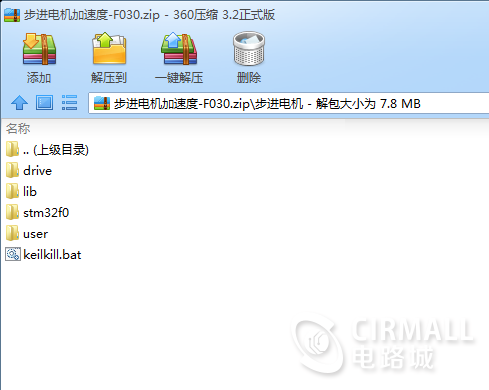 步进电机加速度-F030.zip - 360压缩 3.2正式版
添加 解压到 一键解压 删除
步进电机加速度-F030.zip\步进电机 - 解包大小为 7.8 MB
名称
.. (上级目录)
drive
lib
stm32f0
user
keilkill.bat
CIRMALL
电路城